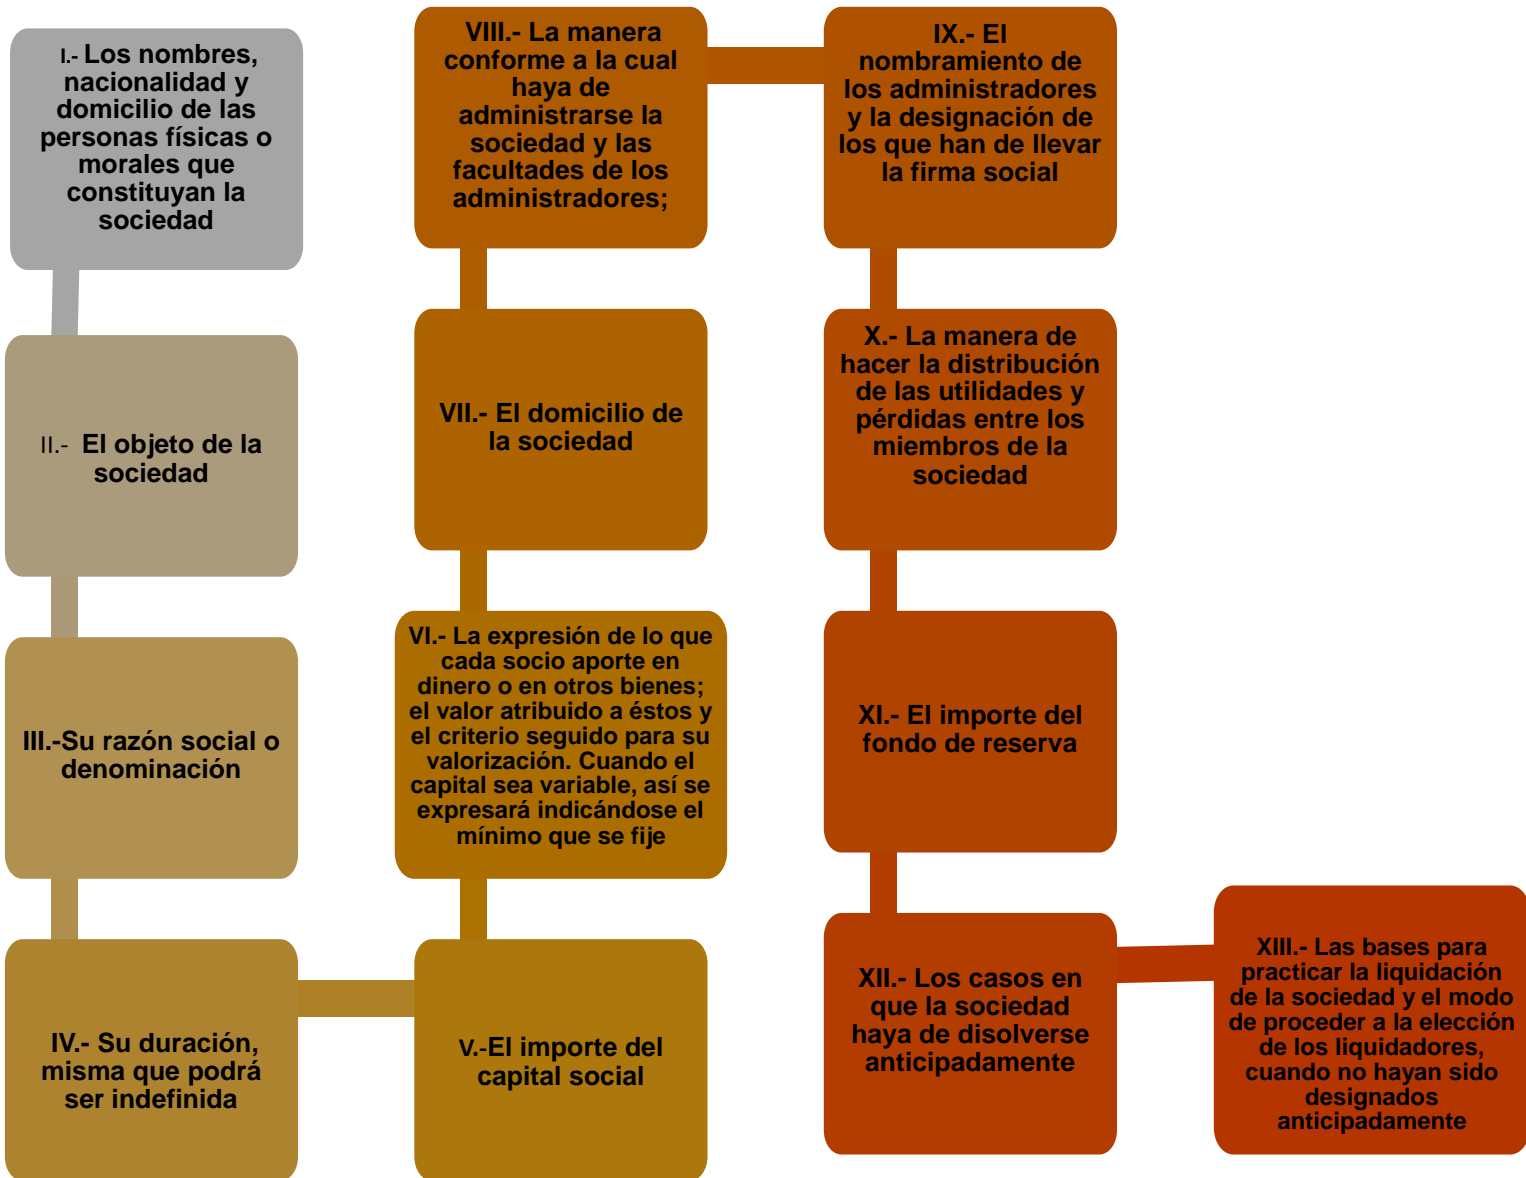 I.- Los nombres,
nacionalidad y
domicilio de las
personas físicas o
morales que
constituyan la
sociedad
II.- El objeto de la
sociedad
III.-Su razón social o
denominación
IV.- Su duración,
misma que podrá
ser indefinida
V.-El importe del
capital social
VI.- La expresión de lo que
cada socio aporte en
dinero o en otros bienes;
el valor atribuido a éstos y
el criterio seguido para su
valorización. Cuando el
capital sea variable, así se
expresará indicándose el
mínimo que se fije
VII.- El domicilio de
la sociedad
VIII.- La manera
conforme a la cual
haya de
administrarse la
sociedad y las
facultades de los
administradores;
IX.- El
nombramiento de
los administradores
y la designación de
los que han de llevar
la firma social
X.- La manera de
hacer la distribución
de las utilidades y
pérdidas entre los
miembros de la
sociedad
XI.- El importe del
fondo de reserva
XII.- Los casos en
que la sociedad
haya de disolverse
anticipadamente
XIII.- Las bases para
practicar la liquidación
de la sociedad y el modo
de proceder a la elección
de los liquidadores,
cuando no hayan sido
designados
anticipadamente